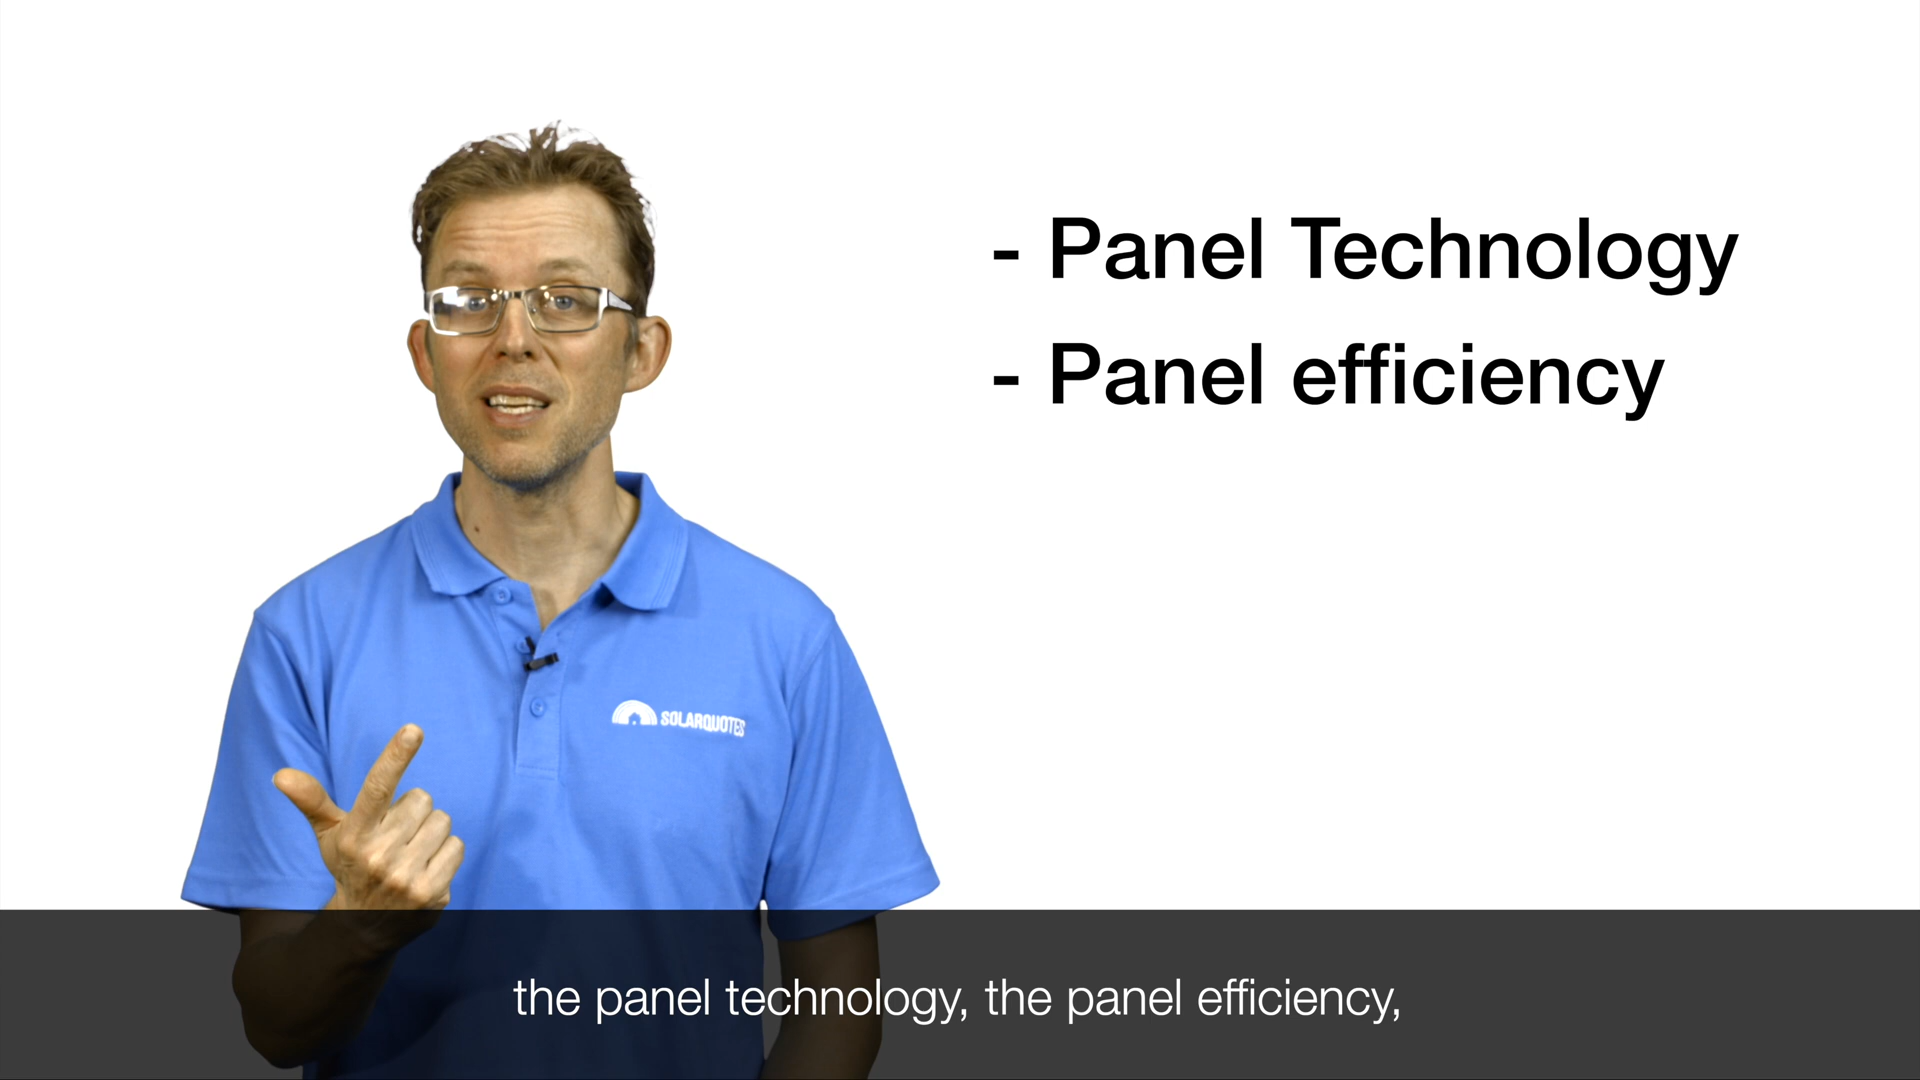 - Panel Technology
- Panel efficiency
SOLARQUOTES
the panel technology, the panel efficiency,